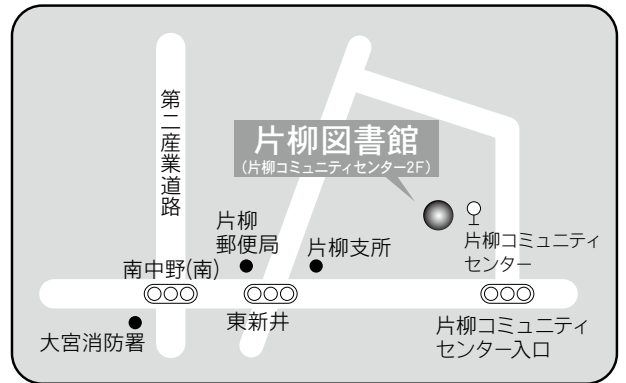 第二産業道路
片柳図書館
(片柳コミュニティセンター2F)
片柳
郵便局
片柳支所
片柳コミュニティ
センター
南中野(南)
東新井
大宮消防署
片柳コミュニティ
センター入口